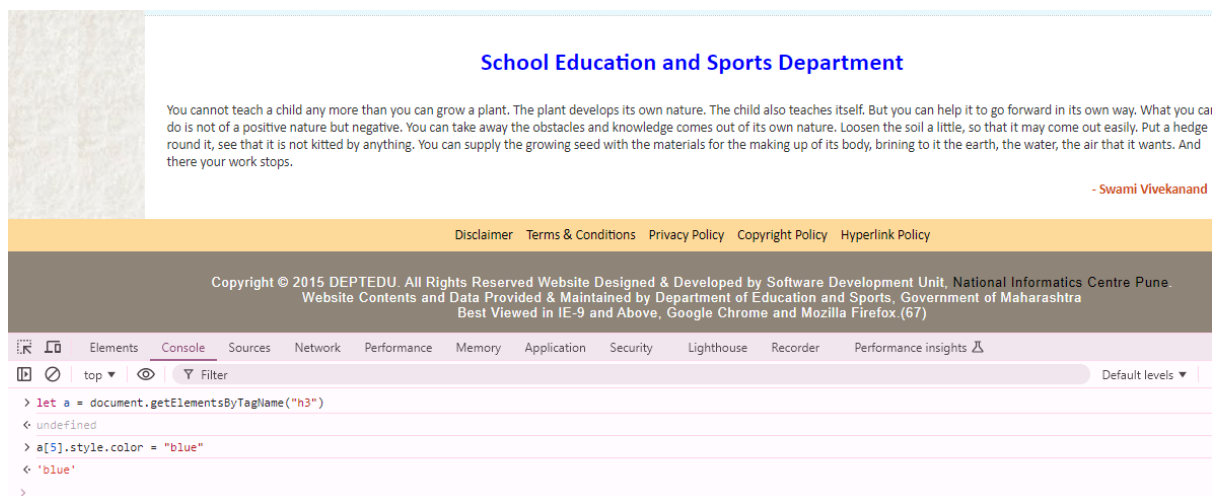 School Education and Sports Department
You cannot teach a child any more than you can grow a plant. The plant develops its own nature. The child also teaches itself. But you can help it to go forward in its own way. What you can
do is not of a positive nature but negative. You can take away the obstacles and knowledge comes out of its own nature. Loosen the soil a little, so that it may come out easily. Put a hedge
round it, see that it is not kitted by anything. You can supply the growing seed with the materials for the making up of its body, brining to it the earth, the water, the air that it wants. And
there your work stops.
- Swami Vivekanand
Disclaimer Terms & Conditions Privacy Policy Copyright Policy Hyperlink Policy
Copyright © 2015 DEPTEDU. All Rights Reserved Website Designed & Developed by Software Development Unit, National Informatics Centre Pune.
Website Contents and Data Provided & Maintained by Department of Education and Sports, Government of Maharashtra
Best Viewed in IE-9 and Above, Google Chrome and Mozilla Firefox.(67)
Elements Console Sources Network Performance Memory Application Security Lighthouse Recorder Performance insights
top Filter Default levels
> let a = document.getElementsByTagName("h3")
undefined
> a[5].style.color = "blue"
'blue'
>